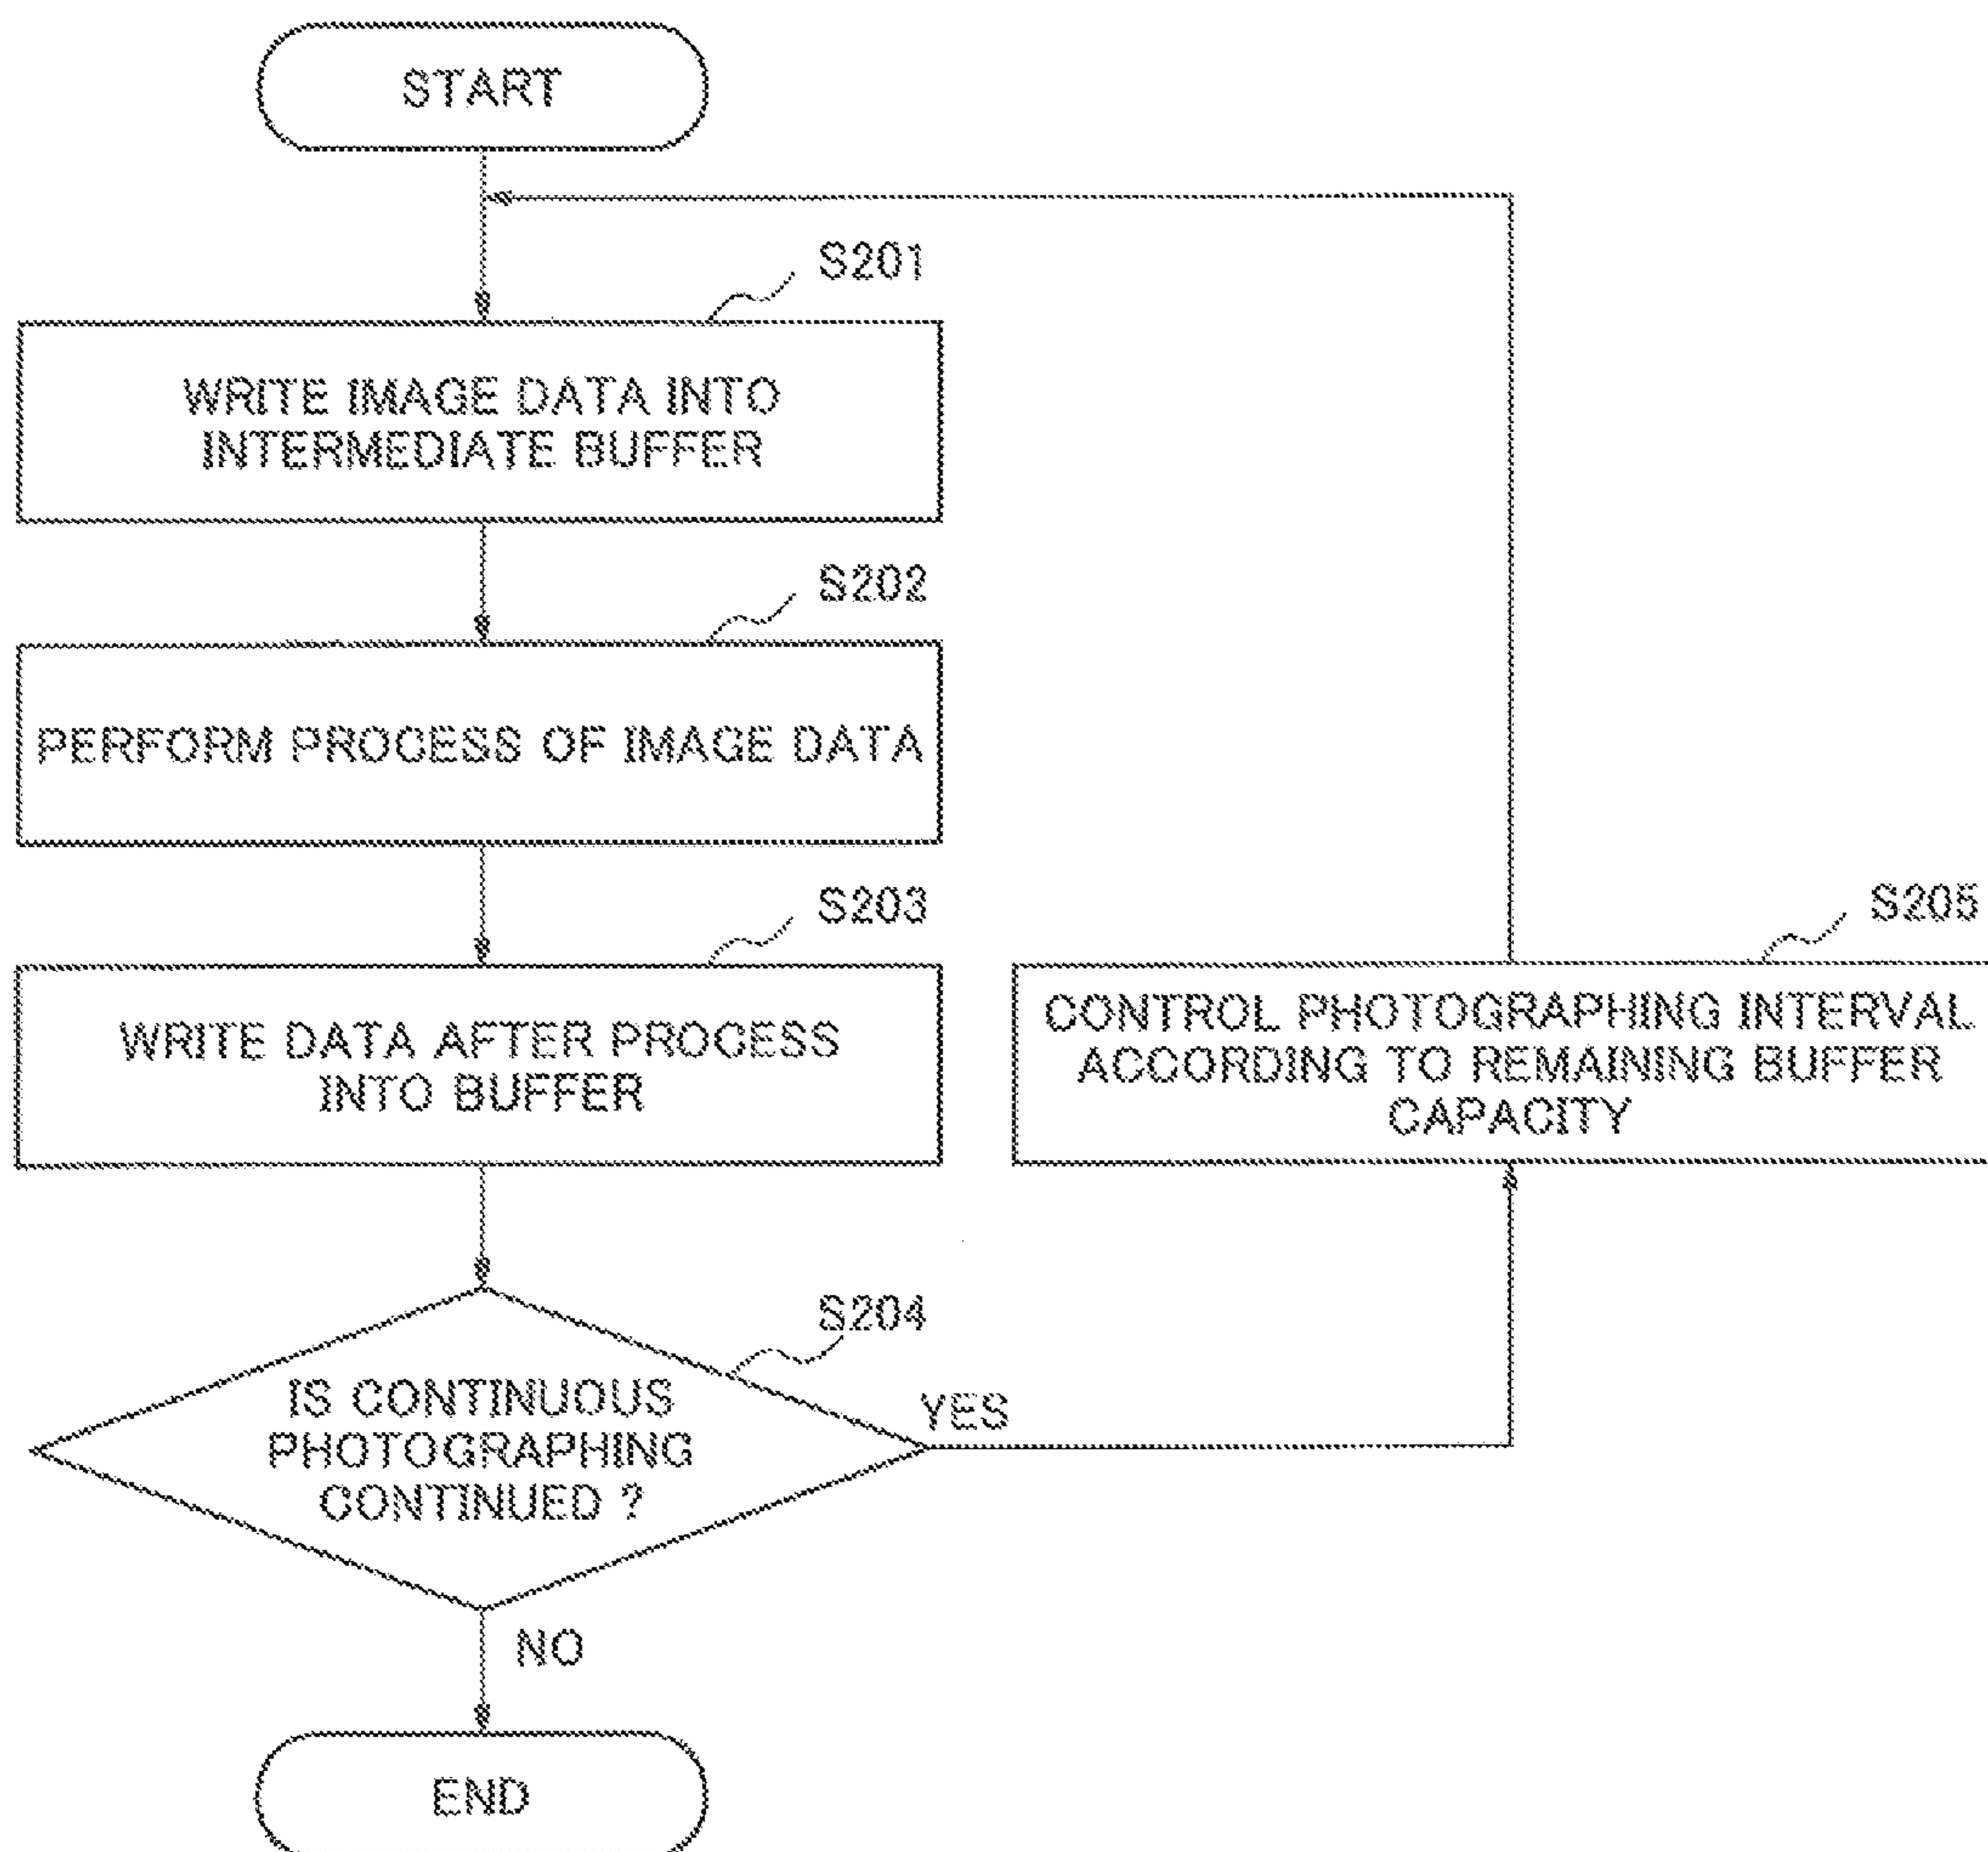 START
S201
WRITE IMAGE DATA INTO
INTERMEDIATE BUFFER
S202
PERFORM PROCESS OF IMAGE DATA
S203
WRITE DATA AFTER PROCESS
INTO BUFFER
S205
CONTROL PHOTOGRAPHING INTERVAL
ACCORDING TO REMAINING BUFFER
CAPACITY
S204
IS CONTINUOUS
PHOTOGRAPHING
CONTINUED ?
YES
NO
END